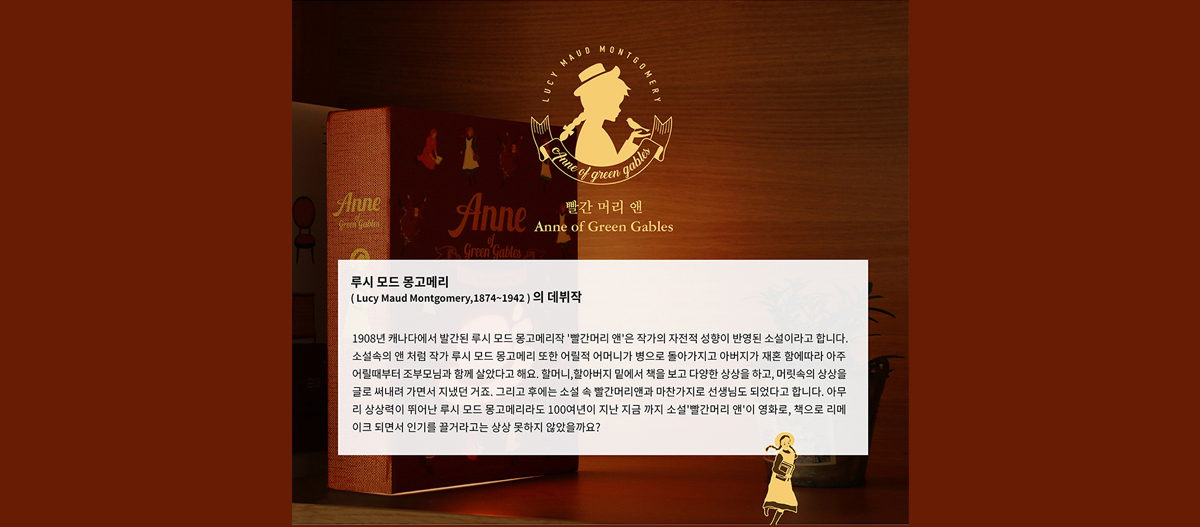 LUCY MAUD MONTGOMERY
Anne of green gables
빨간 머리 앤
Anne of Green Gables
Anne
of
Green Gables
Anne
of
Green Gables
루시 모드 몽고메리
( Lucy Maud Montgomery,1874~1942 ) 의 데뷔작
1908년 캐나다에서 발간된 루시 모드 몽고메리작 '빨간머리 앤'은 작가의 자전적 성향이 반영된 소설이라고 합니다.
소설속의 앤 처럼 작가 루시 모드 몽고메리 또한 어릴적 어머니가 병으로 돌아가지고 아버지가 재혼 함에따라 아주
어릴때부터 조부모님과 함께 살았다고 해요. 할머니,할아버지 밑에서 책을 보고 다양한 상상을 하고, 머릿속의 상상을
글로 써내려 가면서 지냈던 거죠. 그리고 후에는 소설 속 빨간머리앤과 마찬가지로 선생님도 되었다고 합니다. 아무
리 상상력이 뛰어난 루시 모드 몽고메리라도 100여년이 지난 지금 까지 소설'빨간머리 앤'이 영화로, 책으로 리메
이크 되면서 인기를 끌거라고는 상상 못하지 않았을까요?